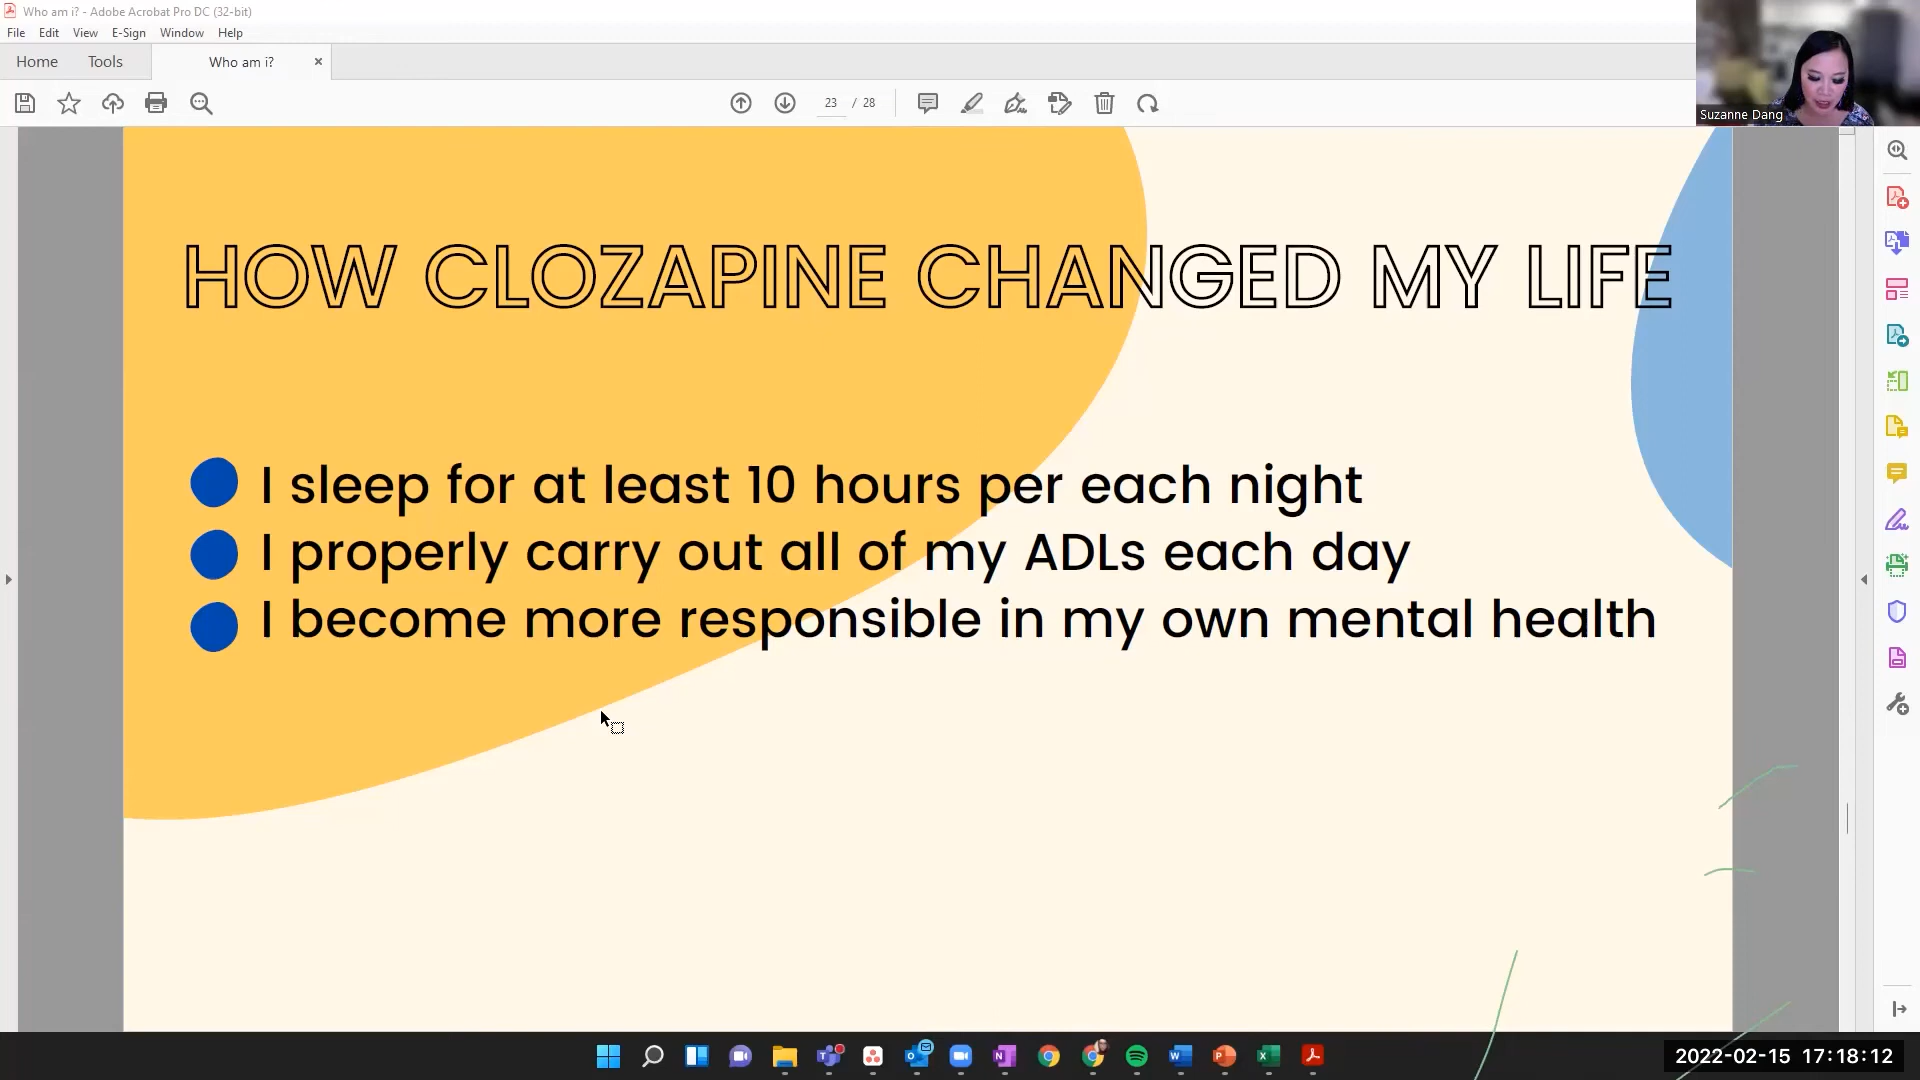 Who am i? - Adobe Acrobat Pro DC (32-bit)
File Edit View E-Sign Window Help
Home Tools Who am i? ×
23 / 28
Suzanne Dang
HOW CLOZAPINE CHANGED MY LIFE
I sleep for at least 10 hours per each night
I properly carry out all of my ADLs each day
I become more responsible in my own mental health
2022-02-15 17:18:12